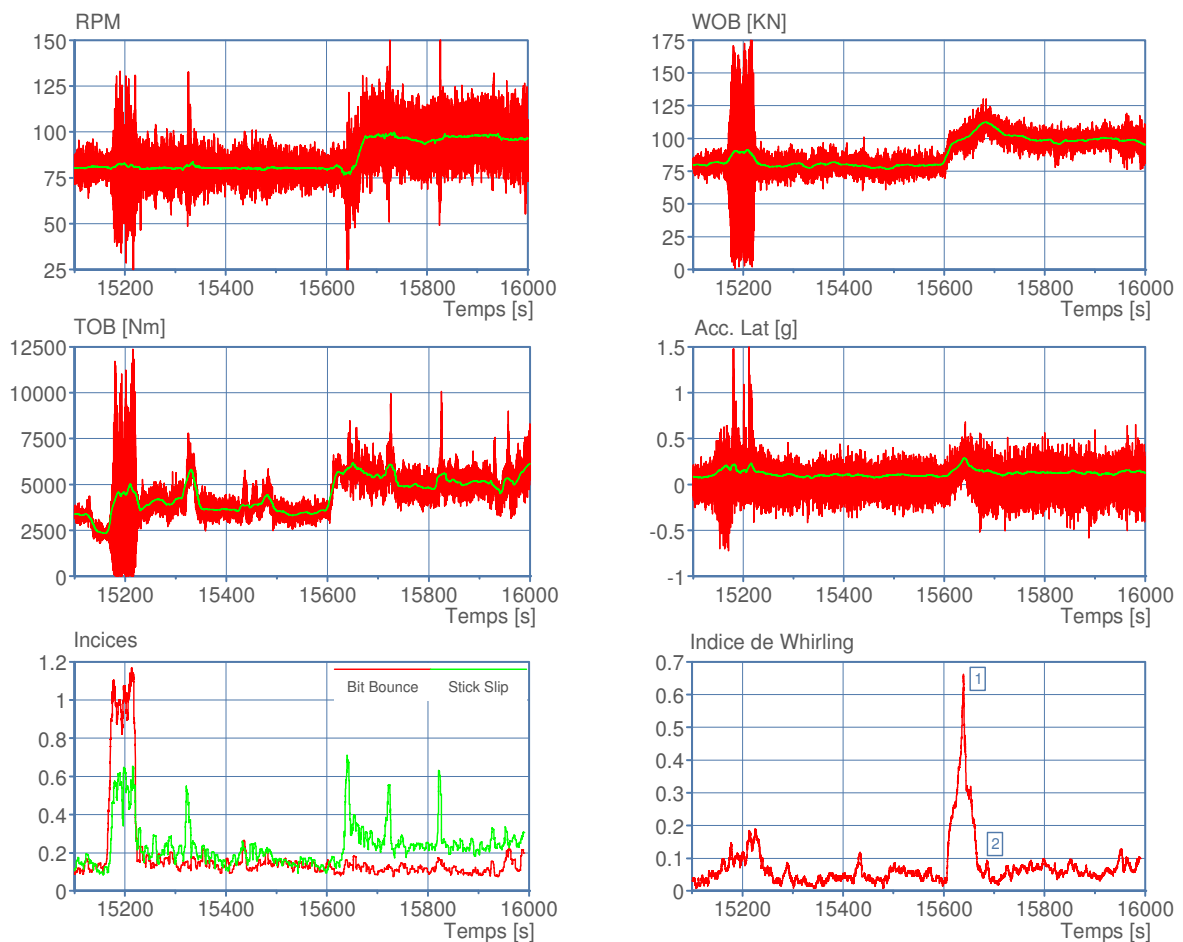 RPM
150
125
100
75
50
25
15200 15400 15600 15800 16000
Temps [s]
WOB [KN]
175
150
125
100
75
50
25
0
15200 15400 15600 15800 16000
Temps [s]
TOB [Nm]
12500
10000
7500
5000
2500
0
15200 15400 15600 15800 16000
Temps [s]
Acc. Lat [g]
1.5
1
0.5
0
-0.5
-1
15200 15400 15600 15800 16000
Temps [s]
Incices
1.2
1
0.8
0.6
0.4
0.2
0
Bit Bounce Stick Slip
15200 15400 15600 15800 16000
Temps [s]
Indice de Whirling
0.7
0.6
0.5
0.4
0.3
0.2
0.1
0
1
2
15200 15400 15600 15800 16000
Temps [s]